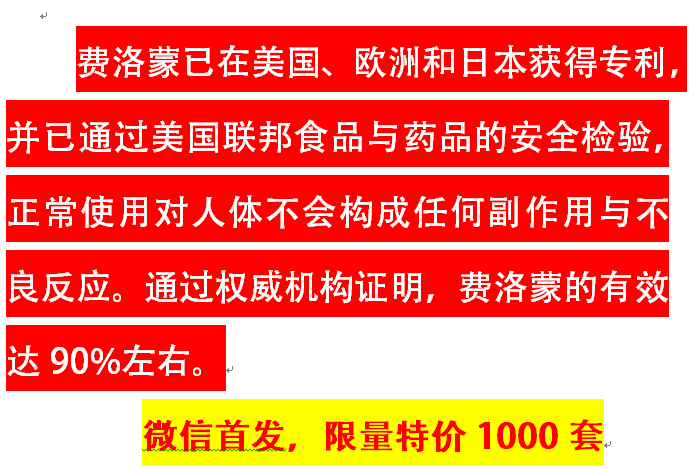 费洛蒙已在美国、欧洲和日本获得专利，
并已通过美国联邦食品与药品的安全检验，
正常使用对人体不会构成任何副作用与不
良反应。通过权威机构证明，费洛蒙的有效
达 90%左右。
微信首发，限量特价 1000 套